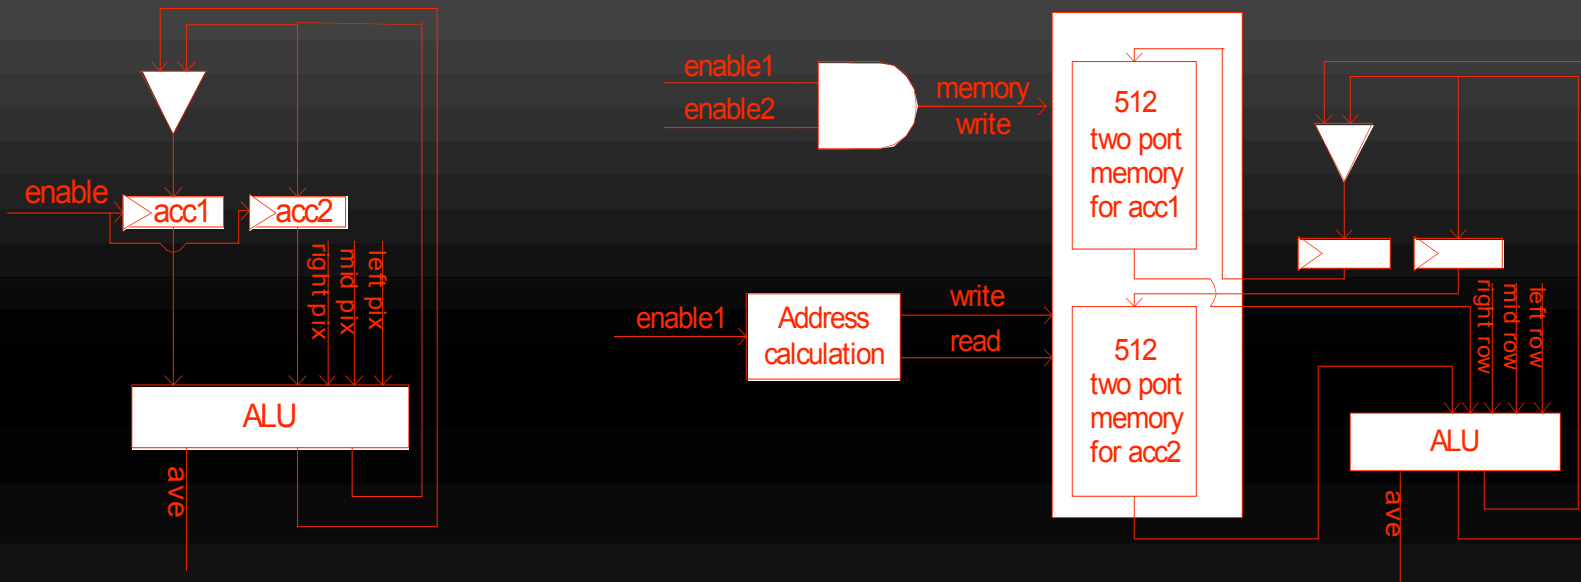 enable
acc1
acc2
right pix
mid pix
left pix
ALU
ave
enable1
enable2
memory
write
enable1
Address
calculation
write
read
512
two port
memory
for acc1
512
two port
memory
for acc2
right row
mid row
left row
ALU
ave